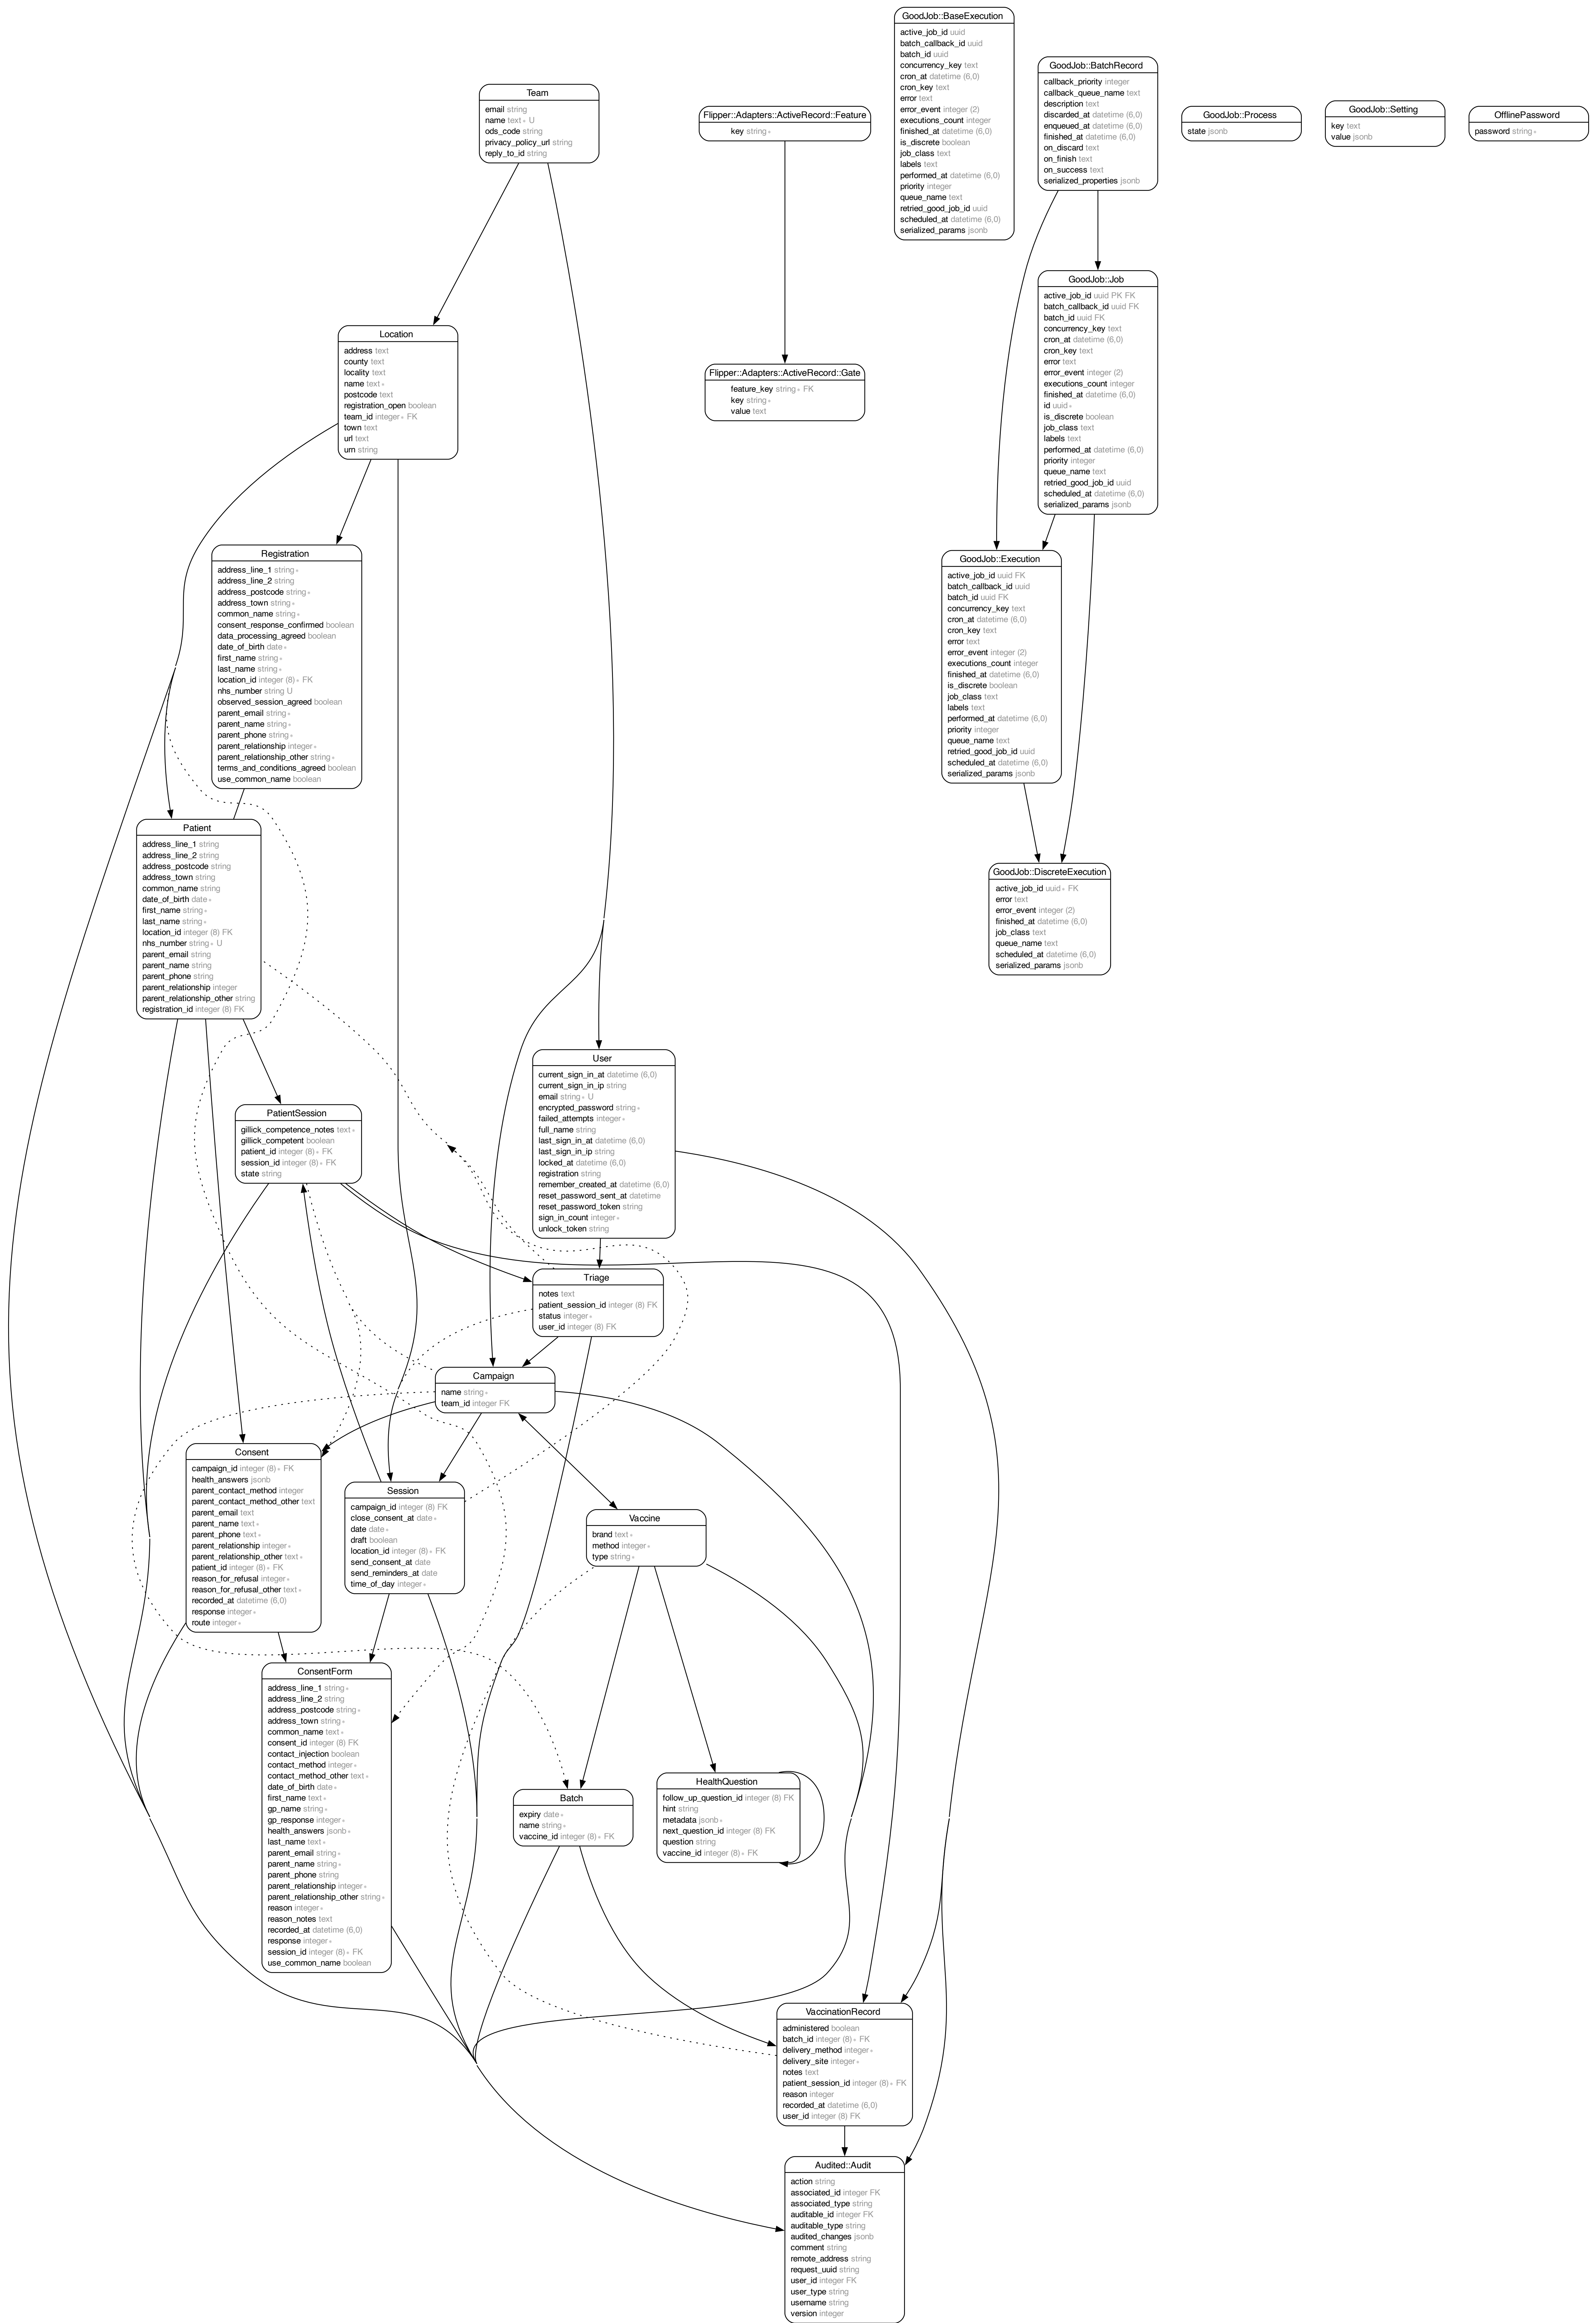 GoodJob::BaseExecution
active_job_id uuid
batch_callback_id uuid
batch_id uuid
concurrency_key text
cron_at datetime (6,0)
cron_key text
error text
error_event integer (2)
executions_count integer
finished_at datetime (6,0)
is_discrete boolean
job_class text
labels text
performed_at datetime (6,0)
priority integer
queue_name text
retried_good_job_id uuid
scheduled_at datetime (6,0)
serialized_params jsonb
GoodJob::BatchRecord
callback_priority integer
callback_queue_name text
description text
discarded_at datetime (6,0)
enqueued_at datetime (6,0)
finished_at datetime (6,0)
on_discard text
on_finish text
on_success text
serialized_properties jsonb
Team
email string
name text∗ U
ods_code string
privacy_policy_url string
reply_to_id string
Flipper::Adapters::ActiveRecord::Feature
key string∗
GoodJob::Process
state jsonb
GoodJob::Setting
key text
value jsonb
OfflinePassword
password string∗
GoodJob::Job
active_job_id uuid PK FK
batch_callback_id uuid FK
batch_id uuid FK
concurrency_key text
cron_at datetime (6,0)
cron_key text
error text
error_event integer (2)
executions_count integer
finished_at datetime (6,0)
id uuid∗
is_discrete boolean
job_class text
labels text
performed_at datetime (6,0)
priority integer
queue_name text
retried_good_job_id uuid
scheduled_at datetime (6,0)
serialized_params jsonb
Location
address text
county text
locality text
name text∗
postcode text
registration_open boolean
team_id integer∗ FK
town text
url text
urn string
Flipper::Adapters::ActiveRecord::Gate
feature_key string∗ FK
key string∗
value text
Registration
address_line_1 string∗
address_line_2 string
address_postcode string∗
address_town string∗
common_name string∗
consent_response_confirmed boolean
data_processing_agreed boolean
date_of_birth date∗
first_name string∗
last_name string∗
location_id integer (8)∗ FK
nhs_number string U
observed_session_agreed boolean
parent_email string∗
parent_name string∗
parent_phone string∗
parent_relationship integer∗
parent_relationship_other string∗
terms_and_conditions_agreed boolean
use_common_name boolean
GoodJob::Execution
active_job_id uuid FK
batch_callback_id uuid
batch_id uuid FK
concurrency_key text
cron_at datetime (6,0)
cron_key text
error text
error_event integer (2)
executions_count integer
finished_at datetime (6,0)
is_discrete boolean
job_class text
labels text
performed_at datetime (6,0)
priority integer
queue_name text
retried_good_job_id uuid
scheduled_at datetime (6,0)
serialized_params jsonb
Patient
address_line_1 string
address_line_2 string
address_postcode string
address_town string
common_name string
date_of_birth date∗
first_name string∗
last_name string∗
location_id integer (8) FK
nhs_number string∗ U
parent_email string
parent_name string
parent_phone string
parent_relationship integer
parent_relationship_other string
registration_id integer (8) FK
GoodJob::DiscreteExecution
active_job_id uuid∗ FK
error text
error_event integer (2)
finished_at datetime (6,0)
job_class text
queue_name text
scheduled_at datetime (6,0)
serialized_params jsonb
User
current_sign_in_at datetime (6,0)
current_sign_in_ip string
email string∗ U
encrypted_password string∗
failed_attempts integer∗
full_name string
last_sign_in_at datetime (6,0)
last_sign_in_ip string
locked_at datetime (6,0)
registration string
remember_created_at datetime (6,0)
reset_password_sent_at datetime
reset_password_token string
sign_in_count integer∗
unlock_token string
PatientSession
gillick_competence_notes text∗
gillick_competent boolean
patient_id integer (8)∗ FK
session_id integer (8)∗ FK
state string
Triage
notes text
patient_session_id integer (8) FK
status integer∗
user_id integer (8) FK
Campaign
name string∗
team_id integer FK
Consent
campaign_id integer (8)∗ FK
health_answers jsonb
parent_contact_method integer
parent_contact_method_other text
parent_email text
parent_name text∗
parent_phone text∗
parent_relationship integer∗
parent_relationship_other text∗
patient_id integer (8)∗ FK
reason_for_refusal integer∗
reason_for_refusal_other text∗
recorded_at datetime (6,0)
response integer∗
route integer∗
Session
campaign_id integer (8) FK
close_consent_at date∗
date date∗
draft boolean
location_id integer (8)∗ FK
send_consent_at date
send_reminders_at date
time_of_day integer∗
Vaccine
brand text∗
method integer∗
type string∗
ConsentForm
address_line_1 string∗
address_line_2 string
address_postcode string∗
address_town string∗
common_name text∗
consent_id integer (8) FK
contact_injection boolean
contact_method integer∗
contact_method_other text∗
date_of_birth date∗
first_name text∗
gp_name string∗
gp_response integer∗
health_answers jsonb∗
last_name text∗
parent_email string∗
parent_name string∗
parent_phone string
parent_relationship integer∗
parent_relationship_other string∗
reason integer∗
reason_notes text
recorded_at datetime (6,0)
response integer∗
session_id integer (8)∗ FK
use_common_name boolean
Batch
expiry date∗
name string∗
vaccine_id integer (8)∗ FK
HealthQuestion
follow_up_question_id integer (8) FK
hint string
metadata jsonb∗
next_question_id integer (8) FK
question string
vaccine_id integer (8)∗ FK
VaccinationRecord
administered boolean
batch_id integer (8)∗ FK
delivery_method integer∗
delivery_site integer∗
notes text
patient_session_id integer (8)∗ FK
reason integer
recorded_at datetime (6,0)
user_id integer (8) FK
Audited::Audit
action string
associated_id integer FK
associated_type string
auditable_id integer FK
auditable_type string
audited_changes jsonb
comment string
remote_address string
request_uuid string
user_id integer FK
user_type string
username string
version integer